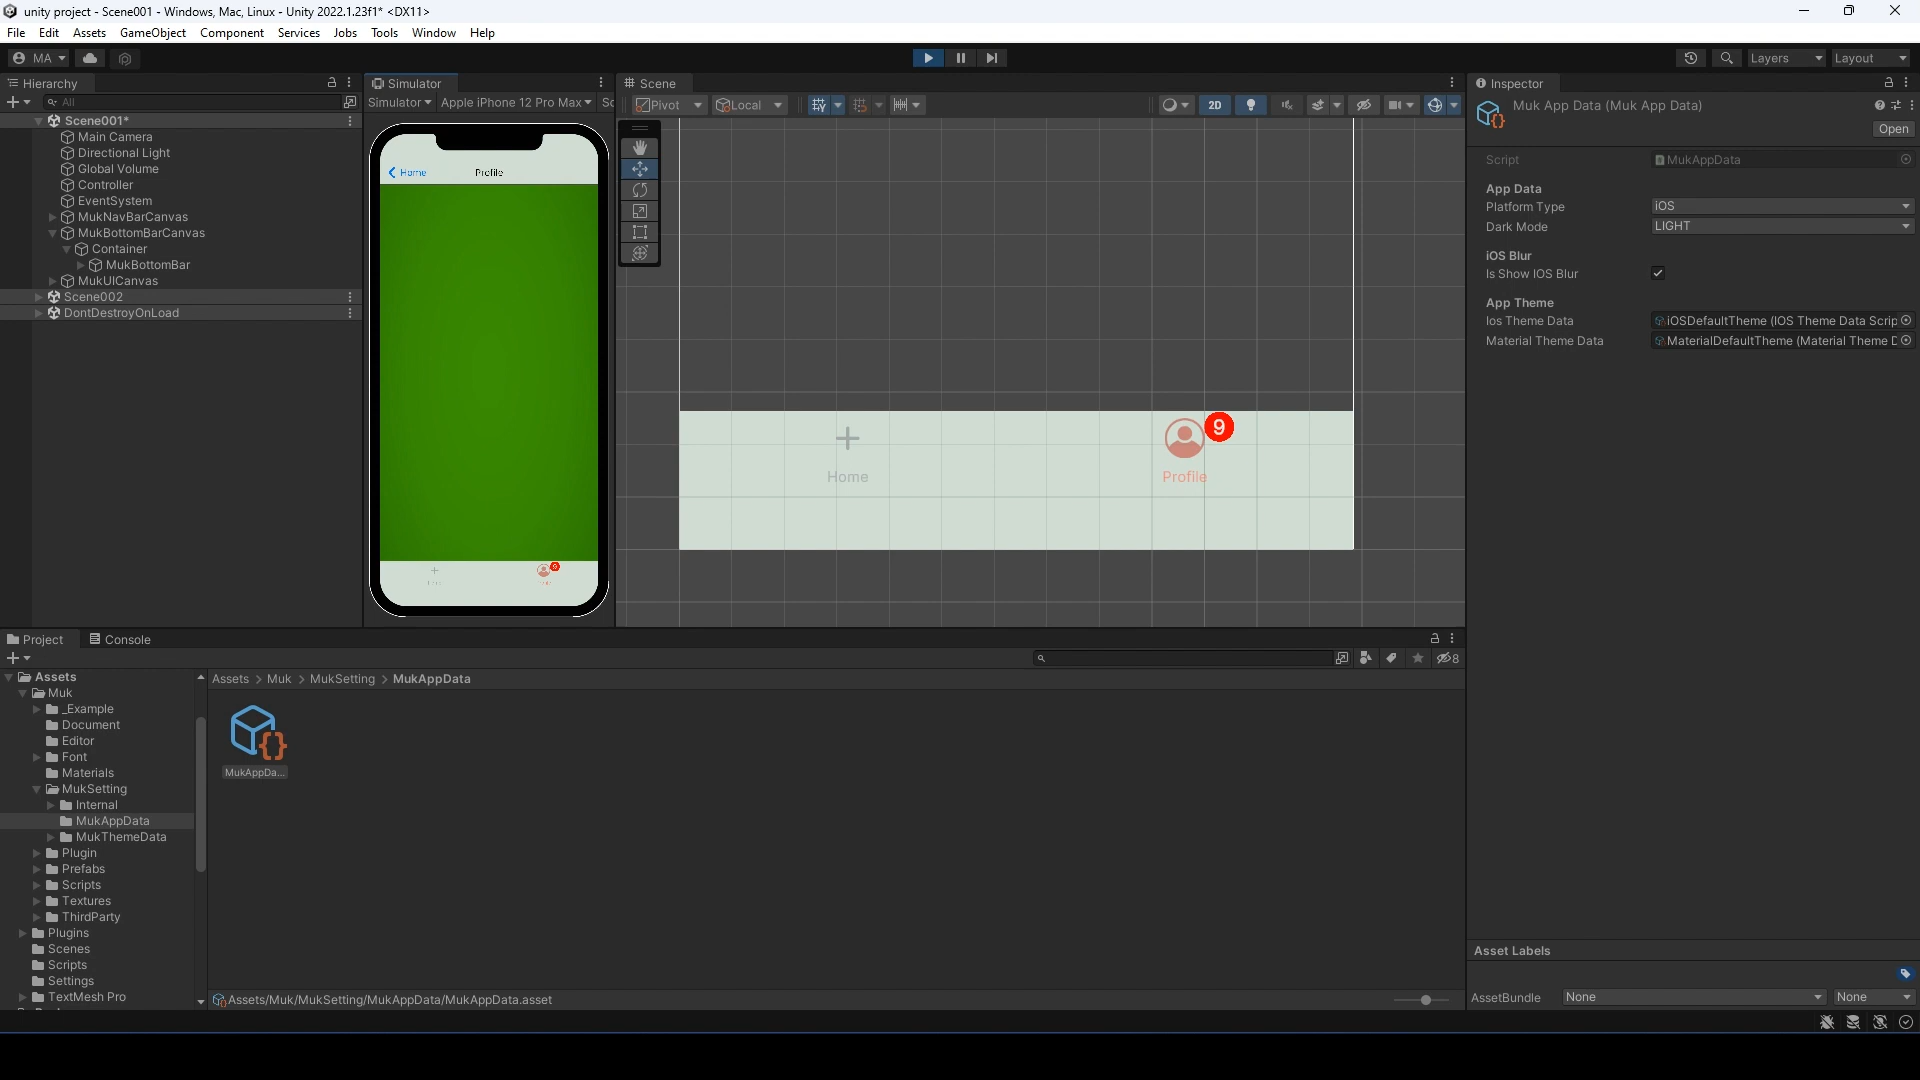 unity project - Scene001 - Windows, Mac, Linux - Unity 2022.1.23f1* <DX11>
File Edit Assets GameObject Component Services Jobs Tools Window Help
MA Layers Layout
Hierarchy
All
Scene001*
Main Camera
Directional Light
Global Volume
Controller
EventSystem
MukNavBarCanvas
MukBottomBarCanvas
Container
MukBottomBar
MukUICanvas
Scene002
DontDestroyOnLoad
Simulator
Simulator Apple iPhone 12 Pro Max Sc
Home Profile
9
Scene
Pivot Local 2D
9
Home Profile
Inspector
Muk App Data (Muk App Data)
Open
Script MukAppData
App Data
Platform Type iOS
Dark Mode LIGHT
iOS Blur
Is Show IOS Blur
App Theme
Ios Theme Data iOSDefaultTheme (IOS Theme Data Scrip
Material Theme Data MaterialDefaultTheme (Material Theme D
Project Console
8
Assets
Muk
_Example
Document
Editor
Font
Materials
MukSetting
Internal
MukAppData
MukThemeData
Plugin
Prefabs
Scripts
Textures
ThirdParty
Plugins
Scenes
Scripts
Settings
TextMesh Pro
Assets > Muk > MukSetting > MukAppData
MukAppDa...
Assets/Muk/MukSetting/MukAppData/MukAppData.asset
Asset Labels
AssetBundle None None